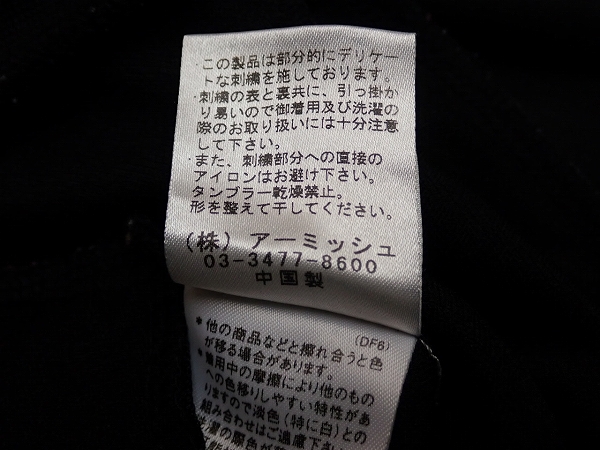 ・この製品は部分的にデリケー
トな刺繍を施しております。
・刺繍の表と裏共に、引っ掛か
り易いので御着用及び洗濯の
際のお取り扱いには十分注意
して下さい。
・また、刺繍部分への直接の
アイロンはお避け下さい。
タンブラー乾燥禁止。
形を整えて干してください。
(株) アーミッシュ
03-3477-8600
中国製
(DF6)
*他の商品などと擦れ合うと色
が移る場合があります。
*着用中の摩擦により他のもの
への色移りしやすい特性があ
りますので淡色(特に白)との
組み合わせはご遠慮下さい